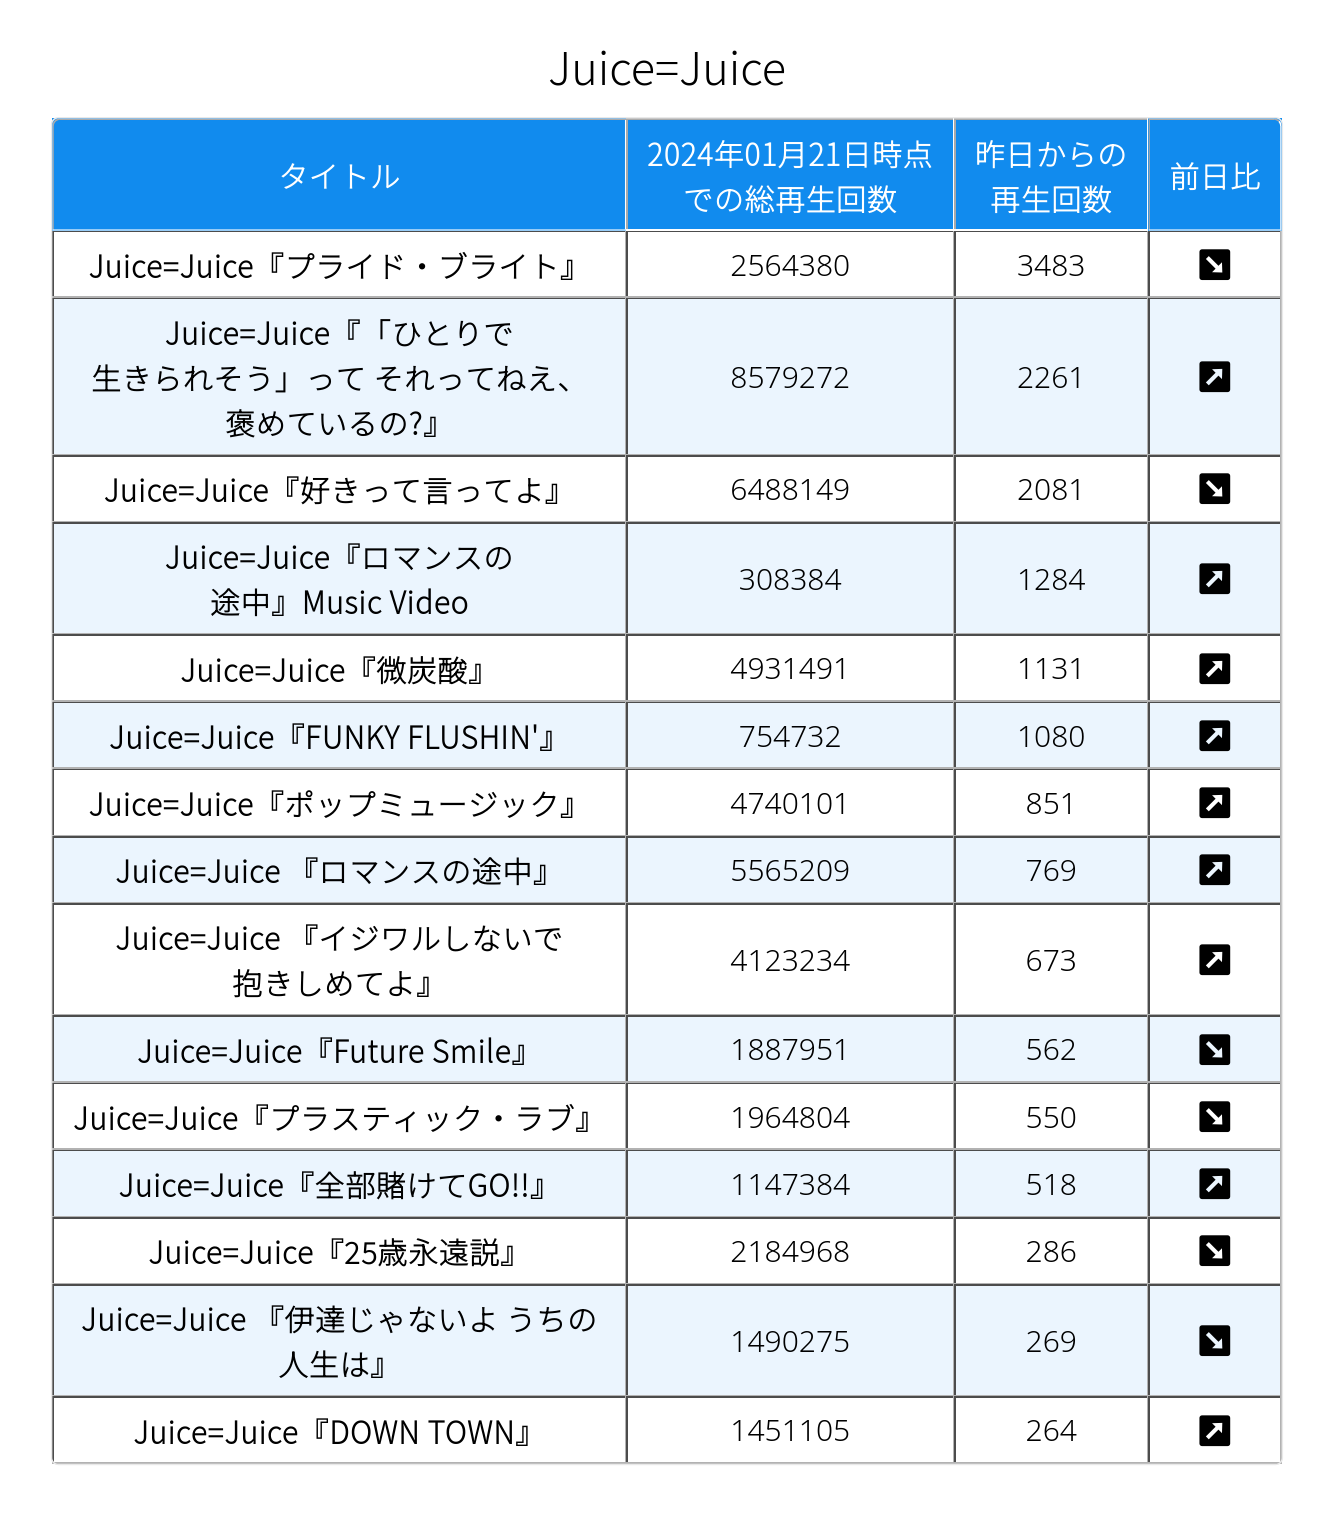 Juice=Juice
タイトル
2024年01月21日時点
での総再生回数
昨日からの
再生回数
前日比
Juice=Juice『プライド・ブライト』
2564380
3483
Juice=Juice『「ひとりで
生きられそう」って それってねえ、
褒めているの?』
8579272
2261
Juice=Juice『好きって言ってよ』
6488149
2081
Juice=Juice『ロマンスの
途中』Music Video
308384
1284
Juice=Juice『微炭酸』
4931491
1131
Juice=Juice『FUNKY FLUSHIN'』
754732
1080
Juice=Juice『ポップミュージック』
4740101
851
Juice=Juice 『ロマンスの途中』
5565209
769
Juice=Juice 『イジワルしないで
抱きしめてよ』
4123234
673
Juice=Juice『Future Smile』
1887951
562
Juice=Juice『プラスティック・ラブ』
1964804
550
Juice=Juice『全部賭けてGO!!』
1147384
518
Juice=Juice『25歳永遠説』
2184968
286
Juice=Juice 『伊達じゃないよ うちの
人生は』
1490275
269
Juice=Juice『DOWN TOWN』
1451105
264